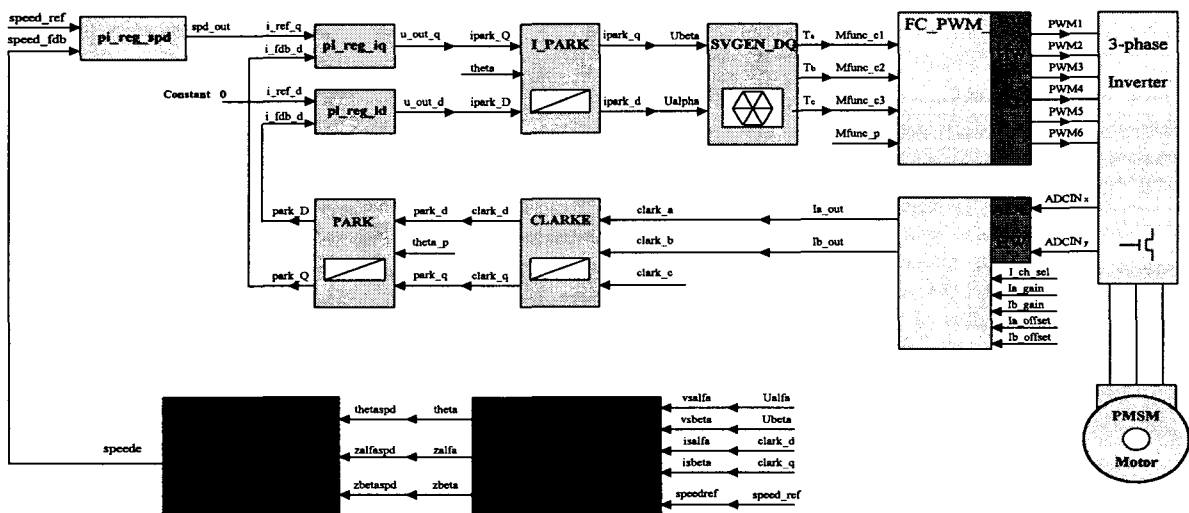 speed_ref
speed_fdb
pi_reg_spd
spd_out
i_ref_q
i_fdb_d
pi_reg_iq
u_out_q
ipark_Q
theta
I_PARK
ipark_q
Ubeta
SVGEN_DQ
Ta
Mfunc_c1
Tb
Mfunc_c2
Tc
Mfunc_c3
Mfunc_p
FC_PWM
PWM1
PWM2
PWM3
PWM4
PWM5
PWM6
3-phase
Inverter
Constant 0
i_ref_d
i_fdb_d
pi_reg_id
u_out_d
ipark_D
ipark_d
Ualpha
park_D
PARK
park_d
clark_d
CLARKE
clark_a
Ia_out
ADCIN x
theta_p
clark_b
Ib_out
ADCIN y
park_Q
park_q
clark_q
clark_c
I_ch_sel
Ia_gain
Ib_gain
Ia_offset
Ib_offset
speede
thetaspd
theta
zalfaspd
zalfa
zbetaspd
zbeta
vsalfa
Ualfa
vsbeta
Ubeta
isalfa
clark_d
isbeta
clark_q
speedref
speed_ref
PMSM
Motor